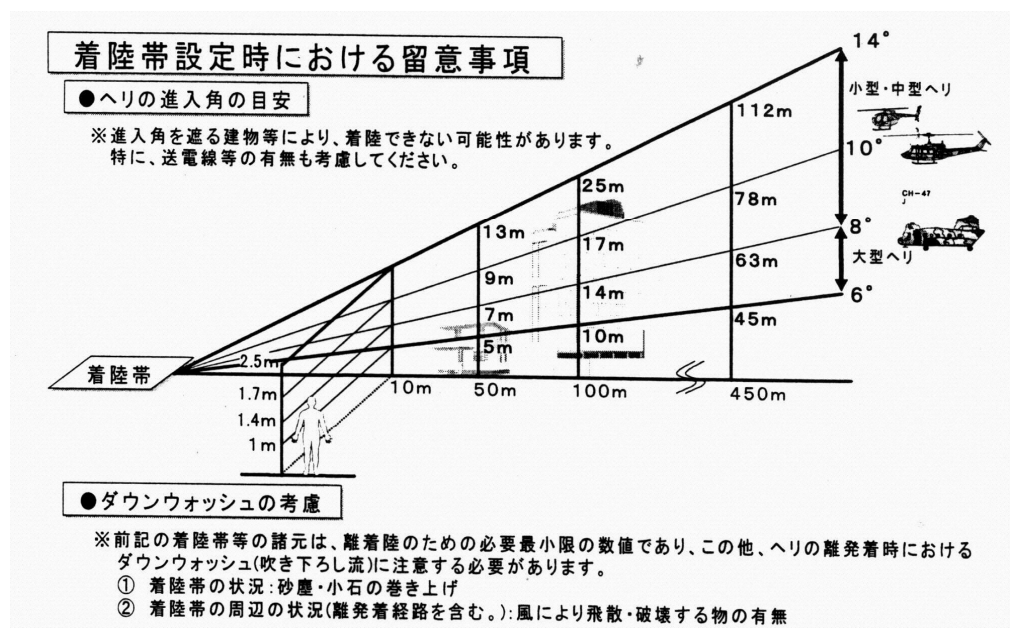 着陸帯設定時における留意事項
●ヘリの進入角の目安
※進入角を遮る建物等により、着陸できない可能性があります。
特に、送電線等の有無も考慮してください。
14°
小型・中型ヘリ
10°
CH-47
8°
大型ヘリ
6°
112m
78m
63m
45m
25m
17m
14m
10m
13m
9m
7m
5m
2.5m
1.7m
1.4m
1m
着陸帯
10m
50m
100m
450m
●ダウンウォッシュの考慮
※前記の着陸帯等の諸元は、離着陸のための必要最小限の数値であり、この他、ヘリの離発着時における
ダウンウォッシュ(吹き下ろし流)に注意する必要があります。
① 着陸帯の状況:砂塵・小石の巻き上げ
② 着陸帯の周辺の状況(離発着経路を含む。):風により飛散・破壊する物の有無